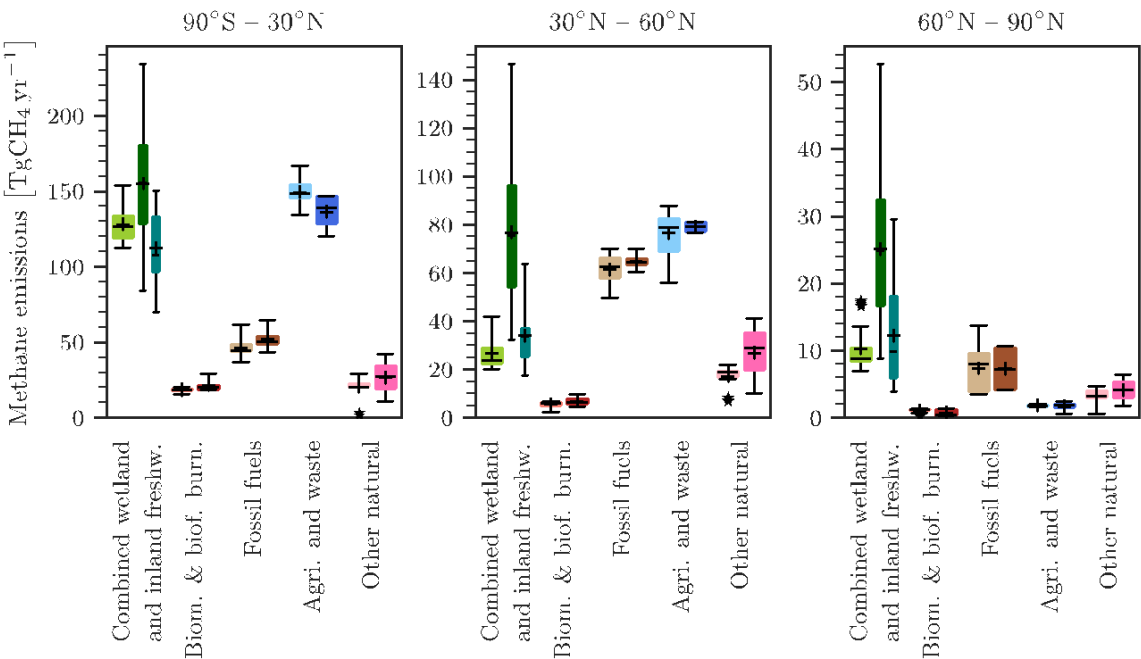 90°S – 30°N
30°N – 60°N
60°N – 90°N
Methane emissions [TgCH₄ yr⁻¹]
200
150
100
50
0
140
120
100
80
60
40
20
0
50
40
30
20
10
0
Combined wetland
and inland freshw.
Biom. & biof. burn.
Fossil fuels
Agri. and waste
Other natural
Combined wetland
and inland freshw.
Biom. & biof. burn.
Fossil fuels
Agri. and waste
Other natural
Combined wetland
and inland freshw.
Biom. & biof. burn.
Fossil fuels
Agri. and waste
Other natural